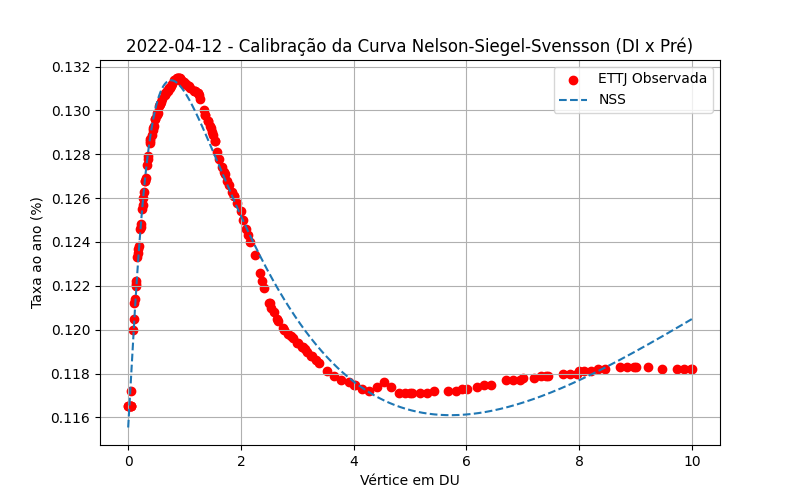 2022-04-12 - Calibração da Curva Nelson-Siegel-Svensson (DI x Pré)
ETTJ Observada
NSS
Taxa ao ano (%)
0.132
0.130
0.128
0.126
0.124
0.122
0.120
0.118
0.116
0 2 4 6 8 10
Vértice em DU